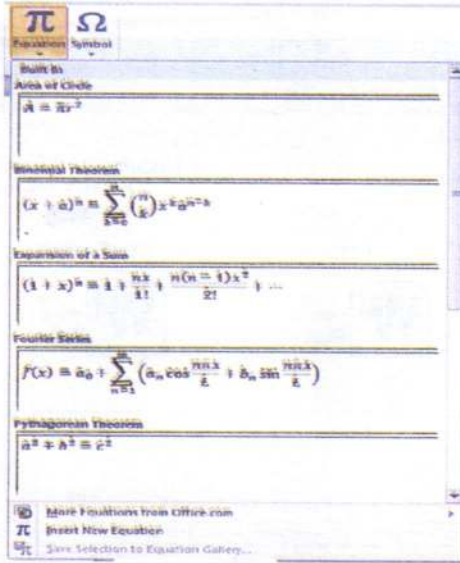 π Ω
Equation Symbol
Built In
Area of Circle
A = πr²
Binomial Theorem
(x + a)ⁿ = ∑ₖ₌₀ⁿ (n k) xᵏaⁿ⁻ᵏ
Expansion of a Sum
(1 + x)ⁿ = 1 + nx/1! + n(n − 1)x²/2! + ⋯
Fourier Series
f(x) = a₀ + ∑ₙ₌₁^∞ (aₙ cos nπx/L + bₙ sin nπx/L)
Pythagorean Theorem
a² + b² = c²
More Equations from Office.com
π Insert New Equation
Save Selection to Equation Gallery...